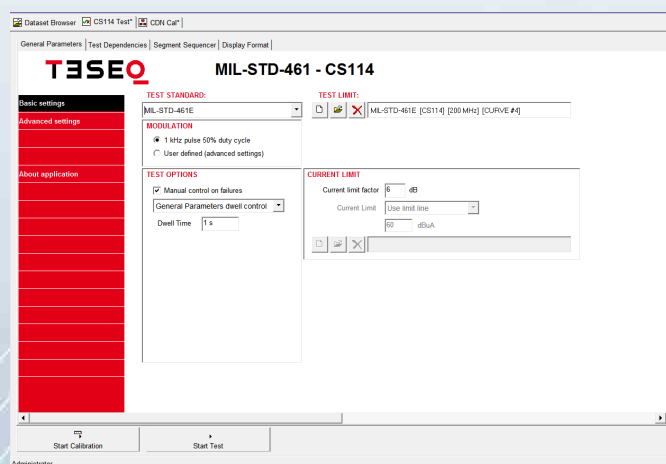 Dataset Browser CS114 Test* CDN Cal*
General Parameters Test Dependencies Segment Sequencer Display Format
TESEQ MIL-STD-461 - CS114
Basic settings
Advanced settings
About application
TEST STANDARD:
MIL-STD-461E
TEST LIMIT:
MIL-STD-461E [CS114] [200 MHz] [CURVE #4]
MODULATION
1 kHz pulse 50% duty cycle
User defined (advanced settings)
TEST OPTIONS
Manual control on failures
General Parameters dwell control
Dwell Time 1 s
CURRENT LIMIT
Current limit factor 6 dB
Current Limit Use limit line
60 dBuA
Start Calibration Start Test
Administrator